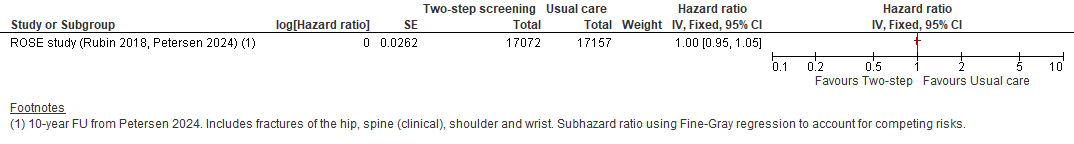 Two-step screening Usual care Hazard ratio Hazard ratio
Study or Subgroup log[Hazard ratio] SE Total Total Weight IV, Fixed, 95% CI IV, Fixed, 95% CI
ROSE study (Rubin 2018, Petersen 2024) (1) 0 0.0262 17072 17157 1.00 [0.95, 1.05]
0.1 0.2 0.5 1 2 5 10
Favours Two-step Favours Usual care
Footnotes
(1) 10-year FU from Petersen 2024. Includes fractures of the hip, spine (clinical), shoulder and wrist. Subhazard ratio using Fine-Gray regression to account for competing risks.